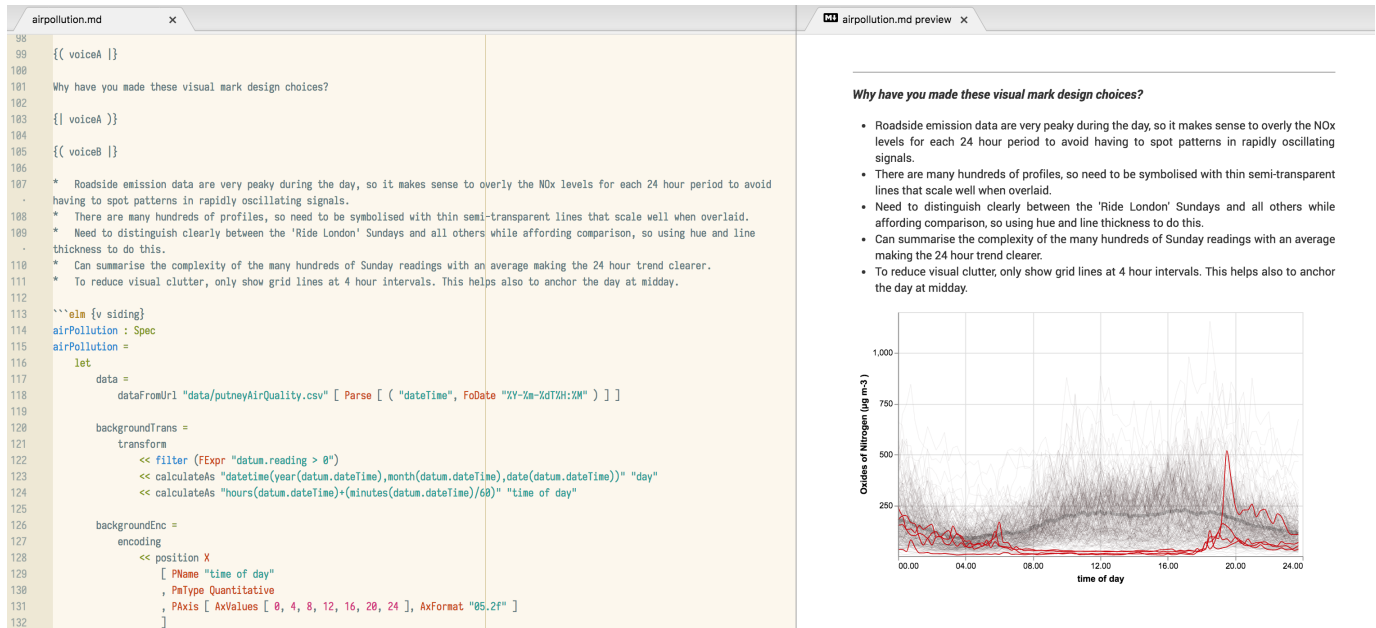 airpollution.md ×
98
99 {( voiceA |}
100
101 Why have you made these visual mark design choices?
102
103 {| voiceA )}
104
105 {( voiceB |}
106
107 * Roadside emission data are very peaky during the day, so it makes sense to overly the NOx levels for each 24 hour period to avoid
· having to spot patterns in rapidly oscillating signals.
108 * There are many hundreds of profiles, so need to be symbolised with thin semi-transparent lines that scale well when overlaid.
109 * Need to distinguish clearly between the 'Ride London' Sundays and all others while affording comparison, so using hue and line
· thickness to do this.
110 * Can summarise the complexity of the many hundreds of Sunday readings with an average making the 24 hour trend clearer.
111 * To reduce visual clutter, only show grid lines at 4 hour intervals. This helps also to anchor the day at midday.
112
113 ```elm {v siding}
114 airPollution : Spec
115 airPollution =
116 let
117 data =
118 dataFromUrl "data/putneyAirQuality.csv" [ Parse [ ( "dateTime", FoDate "%Y-%m-%dT%H:%M" ) ] ]
119
120 backgroundTrans =
121 transform
122 << filter (FExpr "datum.reading > 0")
123 << calculateAs "datetime(year(datum.dateTime),month(datum.dateTime),date(datum.dateTime))" "day"
124 << calculateAs "hours(datum.dateTime)+(minutes(datum.dateTime)/60)" "time of day"
125
126 backgroundEnc =
127 encoding
128 << position X
129 [ PName "time of day"
130 , PmType Quantitative
131 , PAxis [ AxValues [ 0, 4, 8, 12, 16, 20, 24 ], AxFormat "05.2f" ]
132 ]
M↓ airpollution.md preview ×
Why have you made these visual mark design choices?
• Roadside emission data are very peaky during the day, so it makes sense to overly the NOx
levels for each 24 hour period to avoid having to spot patterns in rapidly oscillating
signals.
• There are many hundreds of profiles, so need to be symbolised with thin semi-transparent
lines that scale well when overlaid.
• Need to distinguish clearly between the 'Ride London' Sundays and all others while
affording comparison, so using hue and line thickness to do this.
• Can summarise the complexity of the many hundreds of Sunday readings with an average
making the 24 hour trend clearer.
• To reduce visual clutter, only show grid lines at 4 hour intervals. This helps also to anchor
the day at midday.
Oxides of Nitrogen (µg m-3 )
1,000
750
500
250
00.00 04.00 08.00 12.00 16.00 20.00 24.00
time of day